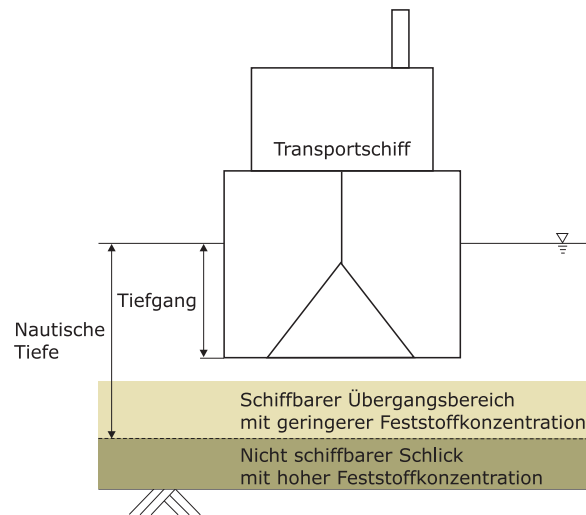 Transportschiff
Tiefgang
Nautische
Tiefe
Schiffbarer Übergangsbereich
mit geringerer Feststoffkonzentration
Nicht schiffbarer Schlick
mit hoher Feststoffkonzentration